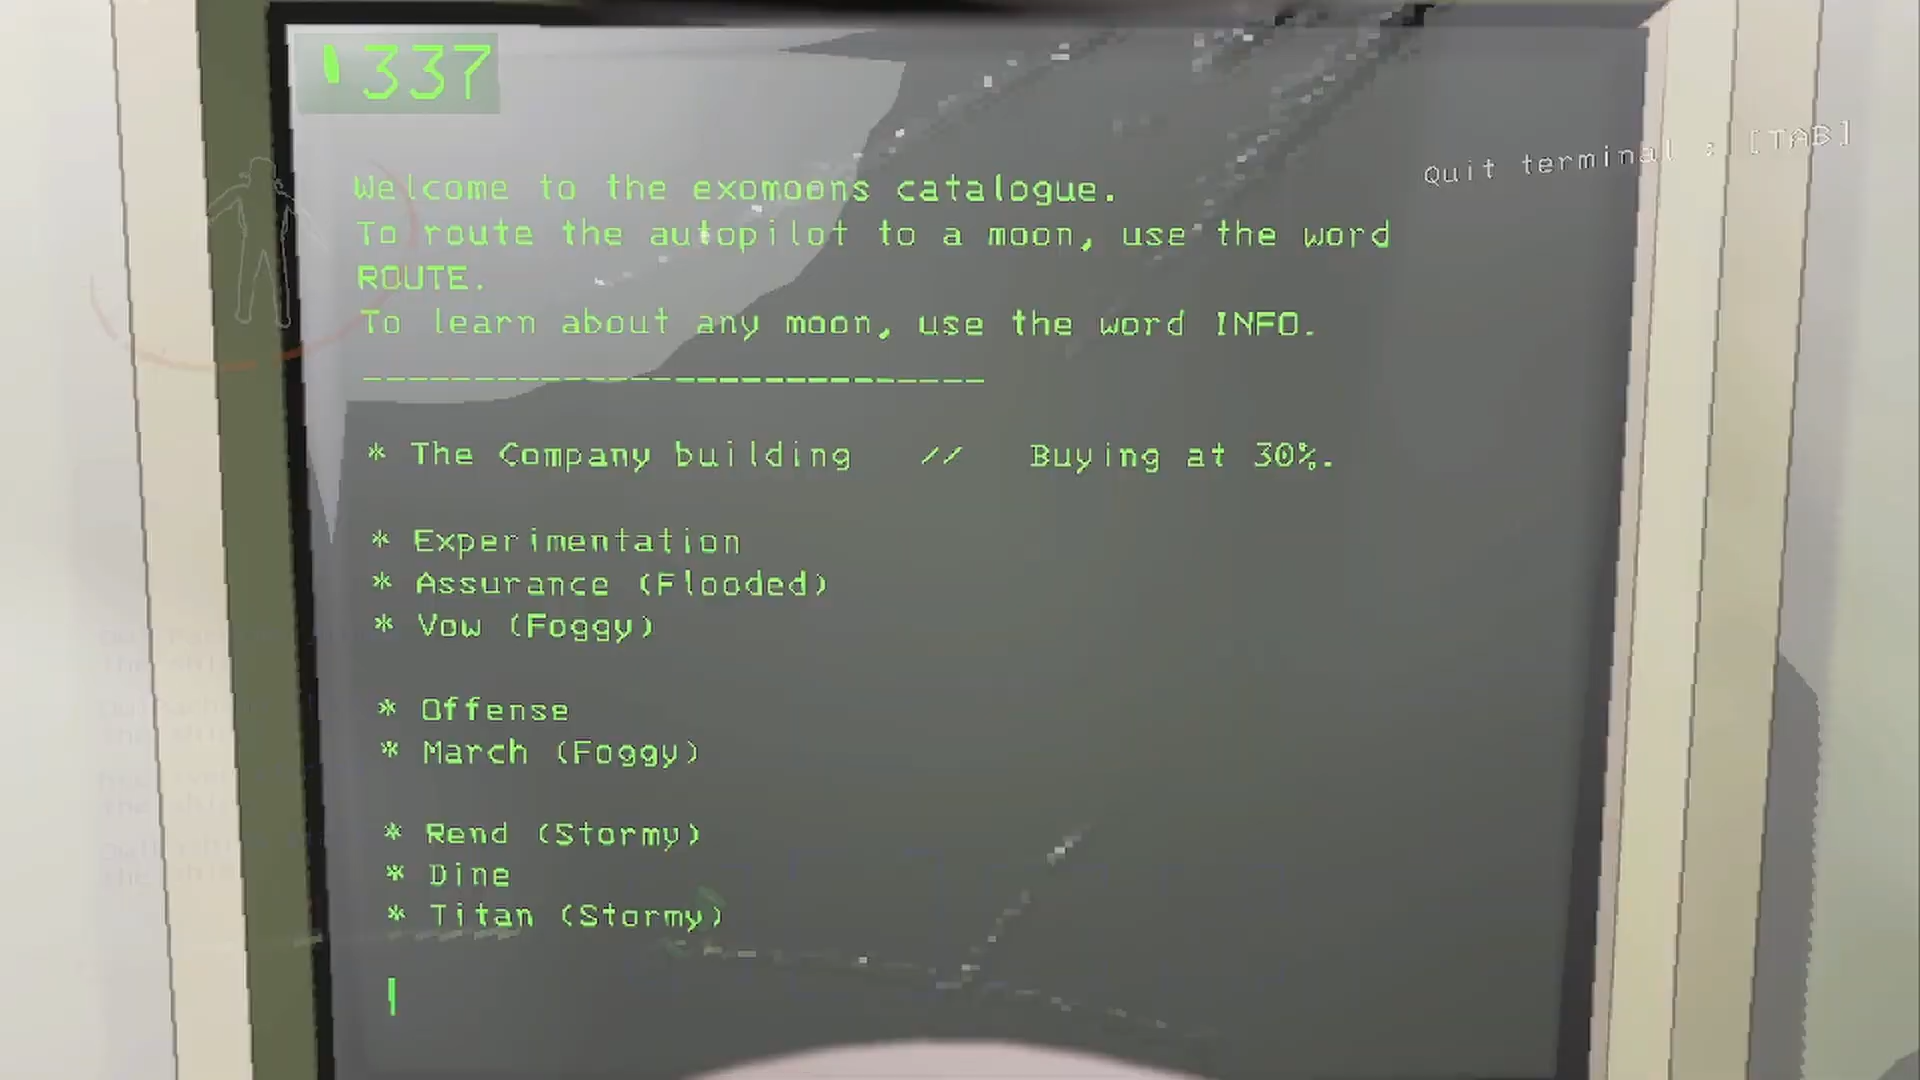 337
Quit terminal : [TAB]
Welcome to the exomoons catalogue.
To route the autopilot to a moon, use the word
ROUTE.
To learn about any moon, use the word INFO.
----------------------------
* The Company building // Buying at 30%.
* Experimentation
* Assurance (Flooded)
* Vow (Foggy)
* Offense
* March (Foggy)
* Rend (Stormy)
* Dine
* Titan (Stormy)